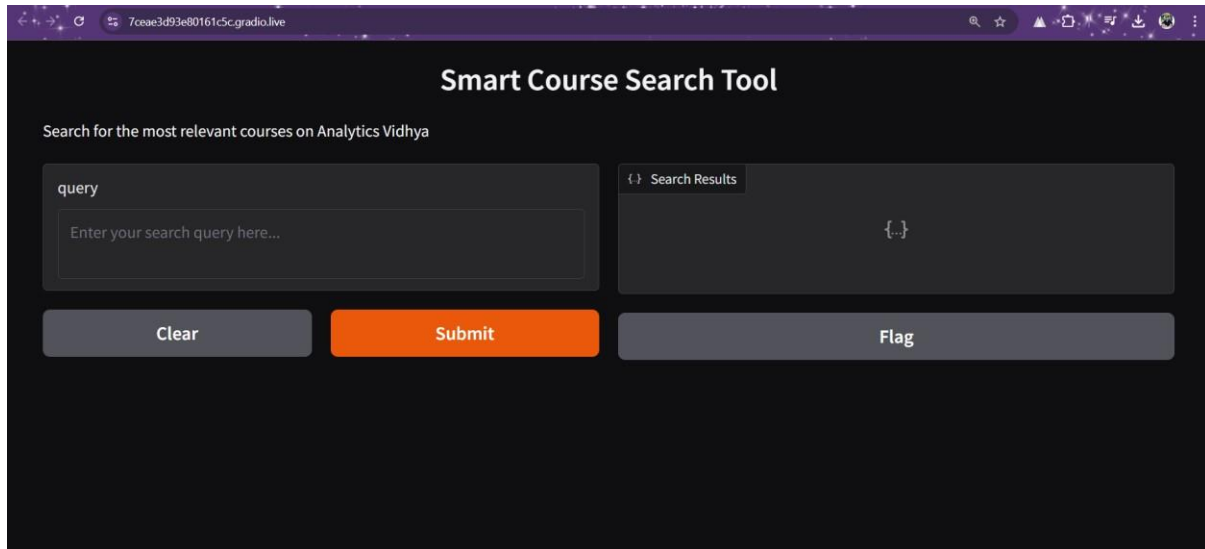 7ceae3d93e80161c5c.gradio.live
Smart Course Search Tool
Search for the most relevant courses on Analytics Vidhya
query
Enter your search query here...
{·} Search Results
{...}
Clear
Submit
Flag